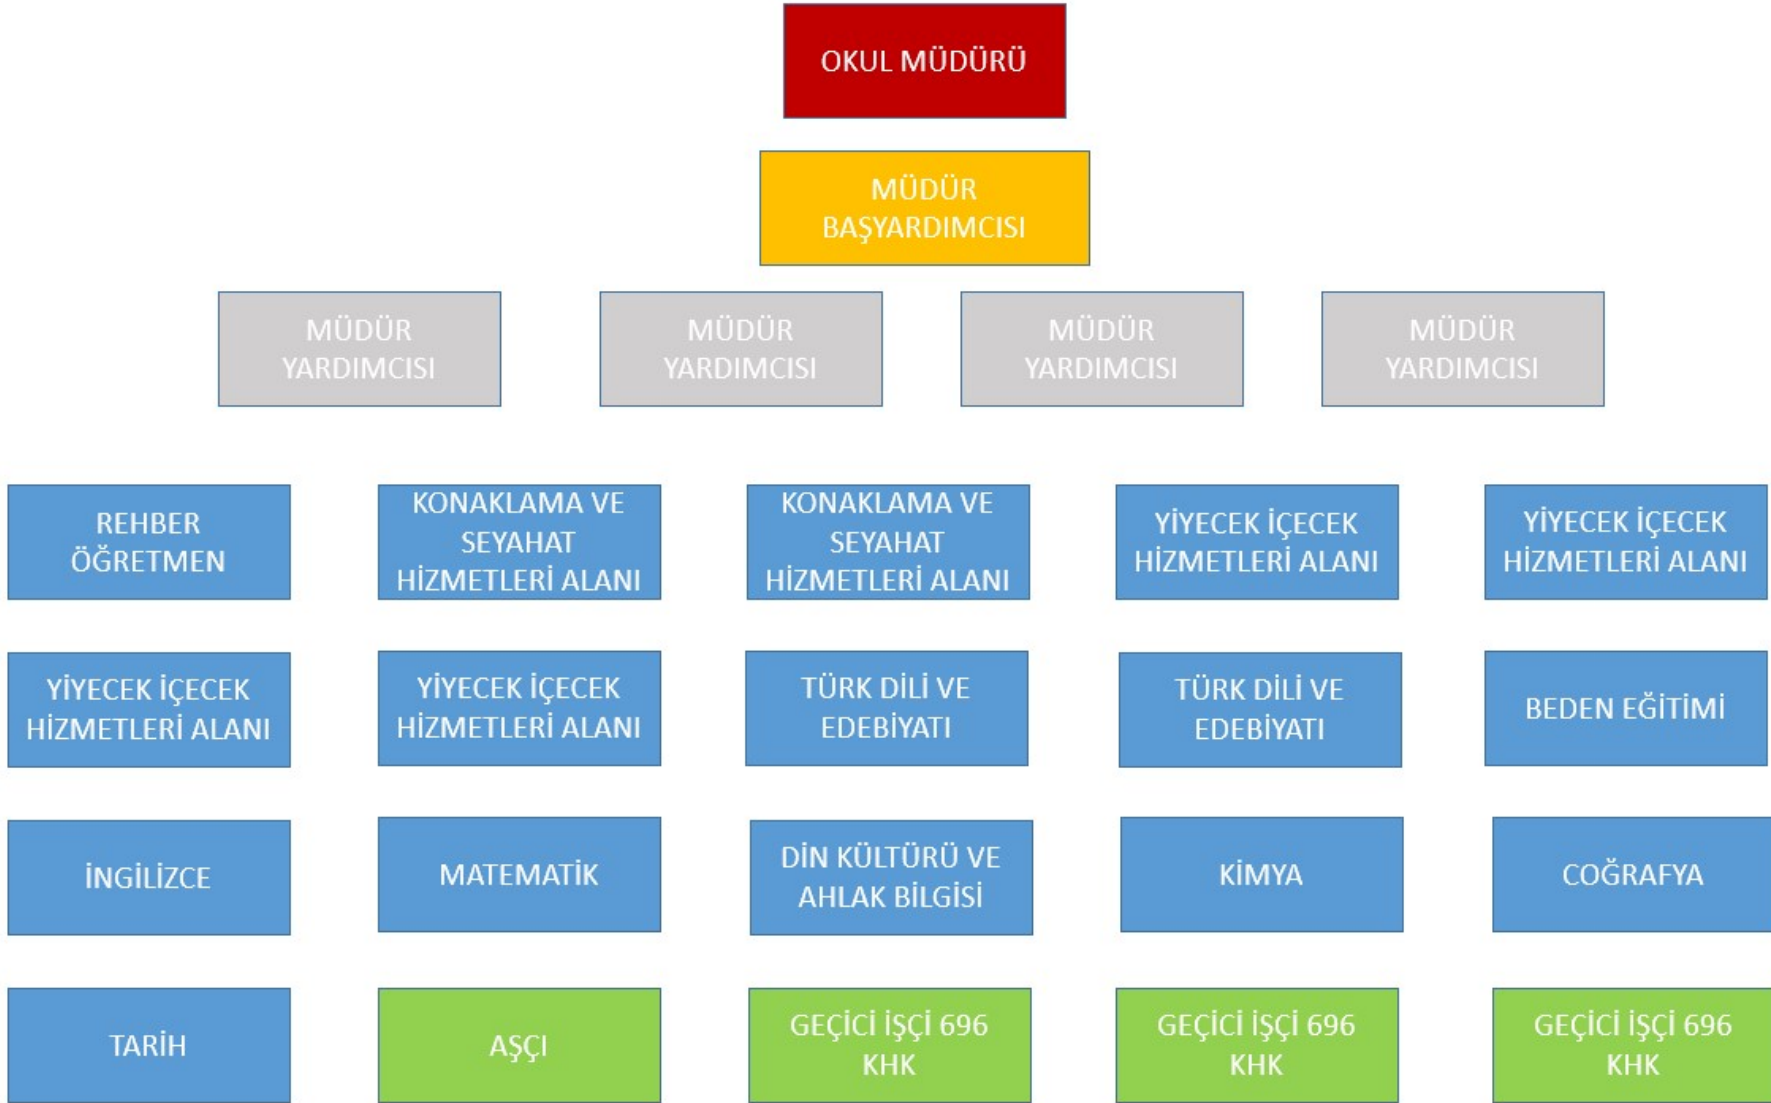 OKUL MÜDÜRÜ
MÜDÜR
BAŞYARDIMCISI
MÜDÜR
YARDIMCISI
MÜDÜR
YARDIMCISI
MÜDÜR
YARDIMCISI
MÜDÜR
YARDIMCISI
REHBER
ÖĞRETMEN
KONAKLAMA VE
SEYAHAT
HİZMETLERİ ALANI
KONAKLAMA VE
SEYAHAT
HİZMETLERİ ALANI
YİYECEK İÇECEK
HİZMETLERİ ALANI
YİYECEK İÇECEK
HİZMETLERİ ALANI
YİYECEK İÇECEK
HİZMETLERİ ALANI
YİYECEK İÇECEK
HİZMETLERİ ALANI
TÜRK DİLİ VE
EDEBİYATI
TÜRK DİLİ VE
EDEBİYATI
BEDEN EĞİTİMİ
İNGİLİZCE
MATEMATİK
DİN KÜLTÜRÜ VE
AHLAK BİLGİSİ
KİMYA
COĞRAFYA
TARİH
AŞÇI
GEÇİCİ İŞÇİ 696
KHK
GEÇİCİ İŞÇİ 696
KHK
GEÇİCİ İŞÇİ 696
KHK